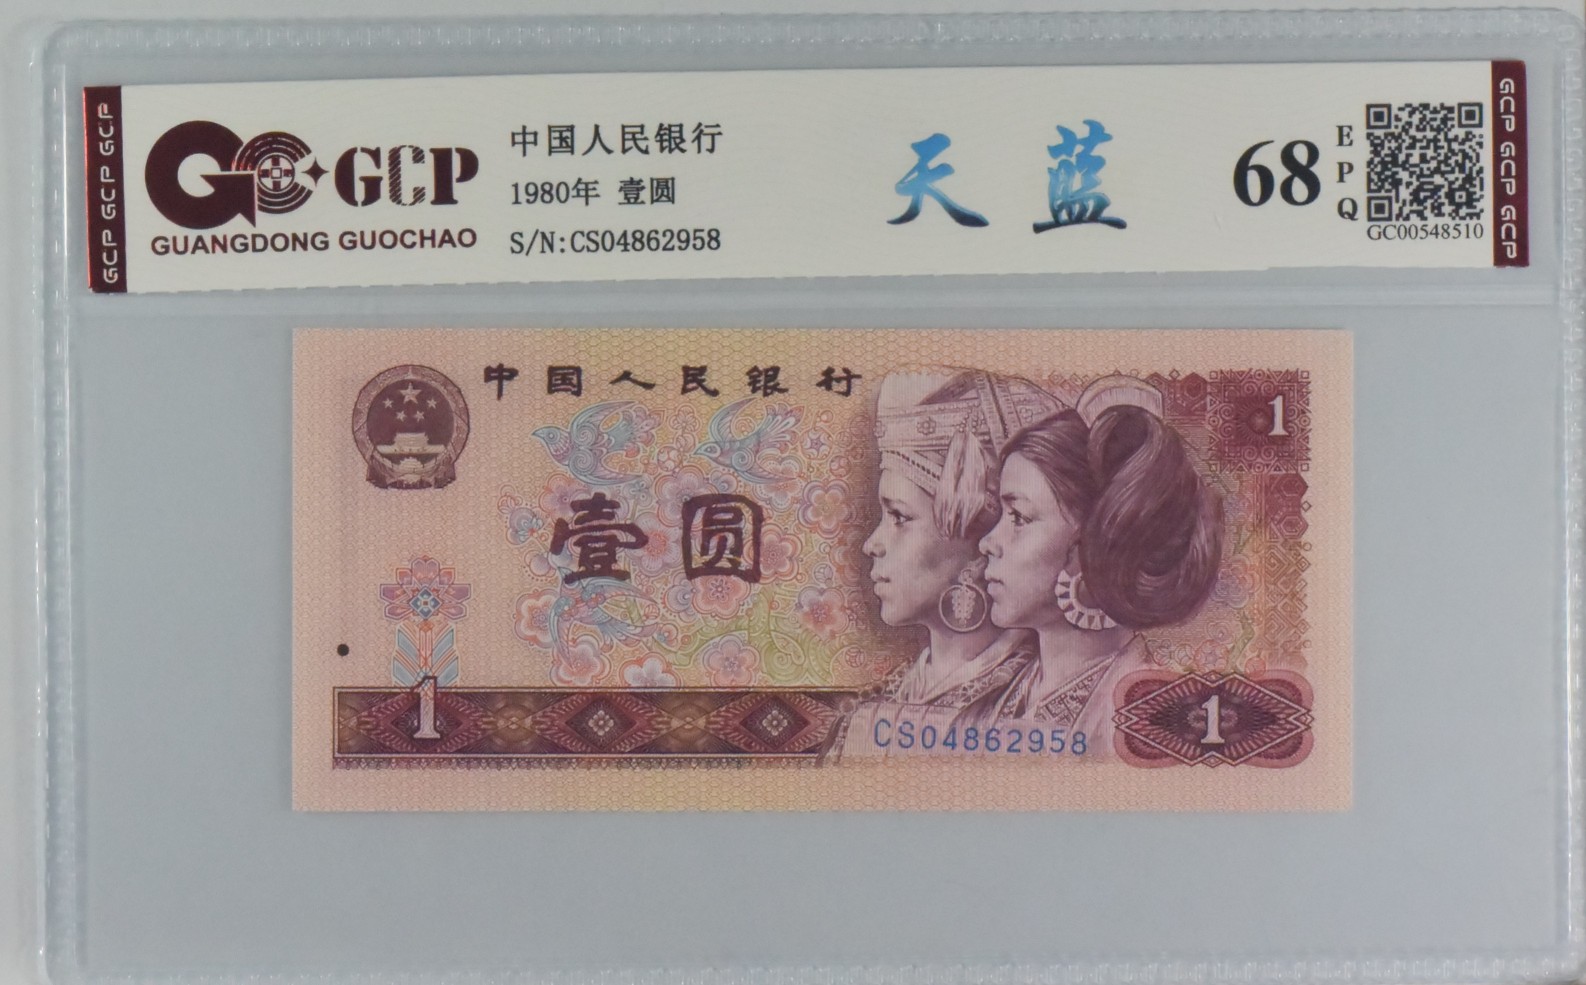 GCP GCP GCP
GCP
GUANGDONG GUOCHAO
中国人民银行
1980年 壹圆
S/N:CS04862958
天蓝
68
EPQ
GC00548510
GCP GCP GCP
中国人民银行
1
壹圆
1
CS04862958
1